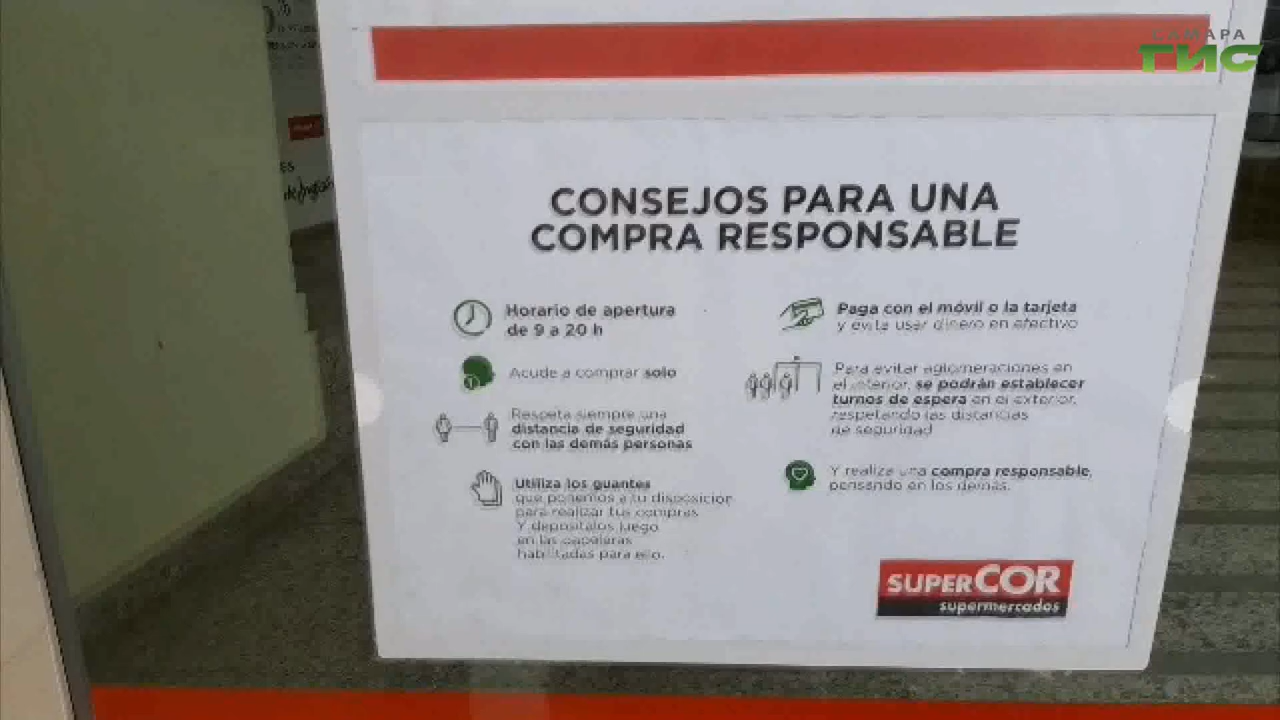 САМАРА
ГИС
CONSEJOS PARA UNA
COMPRA RESPONSABLE
Horario de apertura
de 9 a 20 h
Acude a comprar solo
Respeta siempre una
distancia de seguridad
con las demás personas
Utiliza los guantes
que ponemos a tu disposición
para realizar tus compras
Y deposítalos luego
en las papeleras
habilitadas para ello.
Paga con el móvil o la tarjeta
y evita usar dinero en efectivo
Para evitar aglomeraciones en
el interior, se podrán establecer
turnos de espera en el exterior,
respetando las distancias
de seguridad
Y realiza una compra responsable,
pensando en los demás.
SUPERCOR
supermercados